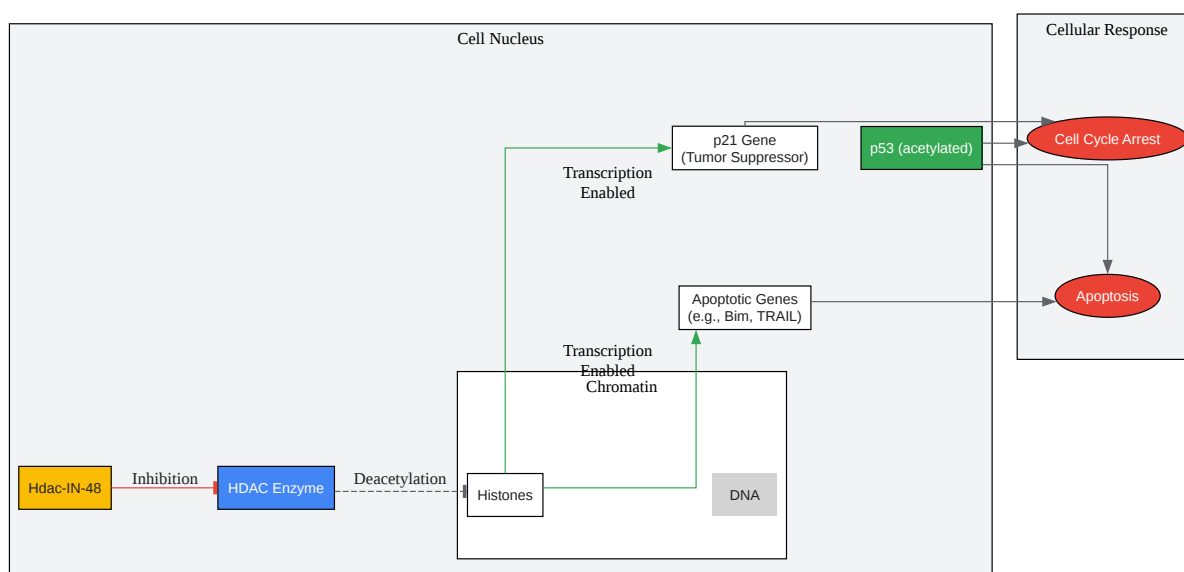 Cell Nucleus
Cellular Response
p21 Gene
(Tumor Suppressor)
p53 (acetylated)
Cell Cycle Arrest
Transcription
Enabled
Apoptotic Genes
(e.g., Bim, TRAIL)
Apoptosis
Transcription
Enabled
Chromatin
Hdac-IN-48
Inhibition
HDAC Enzyme
Deacetylation
Histones
DNA